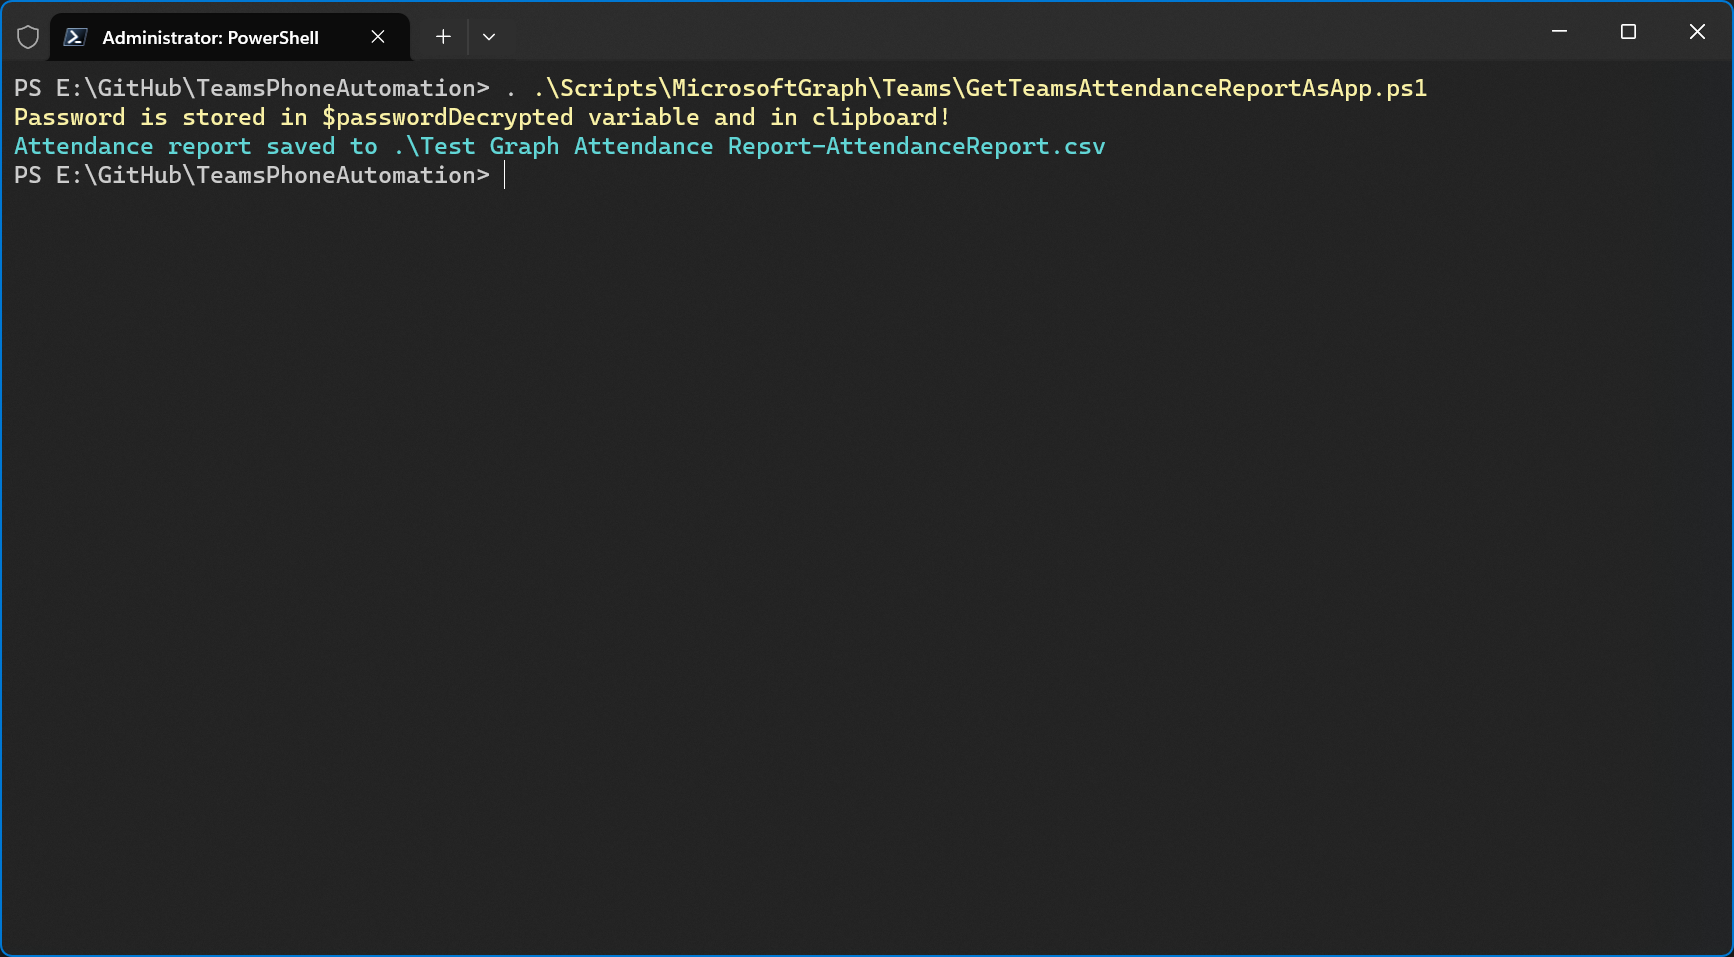 Administrator: PowerShell
PS E:\GitHub\TeamsPhoneAutomation> . .\Scripts\MicrosoftGraph\Teams\GetTeamsAttendanceReportAsApp.ps1
Password is stored in $passwordDecrypted variable and in clipboard!
Attendance report saved to .\Test Graph Attendance Report-AttendanceReport.csv
PS E:\GitHub\TeamsPhoneAutomation>